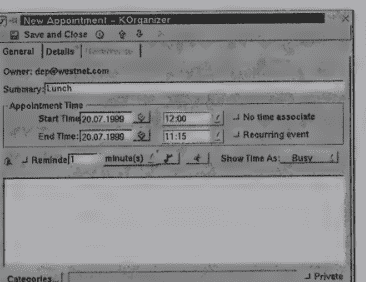 New Appointment - KOrganizer
Save and Close
General Details
Owner: dcp@westnet.com
Summary: Lunch
Appointment Time
Start Time 20.07.1999 12:00 No time associate
End Time: 20.07.1999 11:15 Recurring event
Reminde 1 minute(s) Show Time As: Busy
Categories... Private